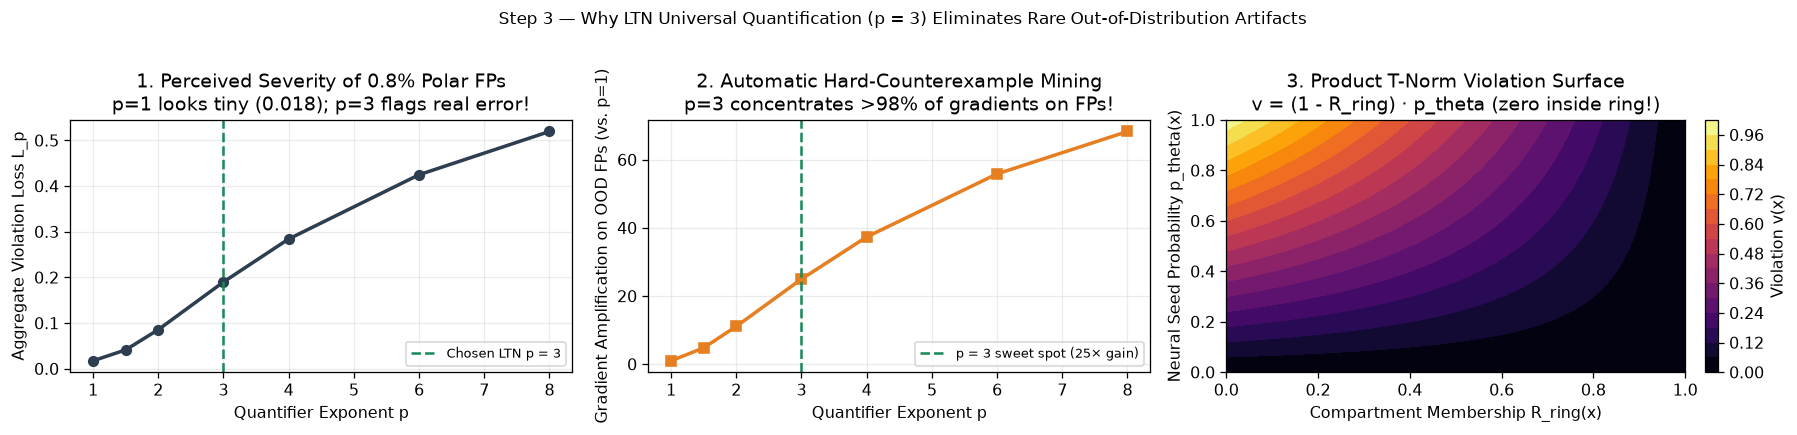 Step 3 — Why LTN Universal Quantification (p = 3) Eliminates Rare Out-of-Distribution Artifacts
1. Perceived Severity of 0.8% Polar FPs
p=1 looks tiny (0.018); p=3 flags real error!
Aggregate Violation Loss L_p
0.5
0.4
0.3
0.2
0.1
0.0
Chosen LTN p = 3
1 2 3 4 5 6 7 8
Quantifier Exponent p
2. Automatic Hard-Counterexample Mining
p=3 concentrates >98% of gradients on FPs!
Gradient Amplification on OOD FPs (vs. p=1)
60
40
20
0
p = 3 sweet spot (25× gain)
1 2 3 4 5 6 7 8
Quantifier Exponent p
3. Product T-Norm Violation Surface
v = (1 - R_ring) · p_theta (zero inside ring!)
Neural Seed Probability p_theta(x)
1.0
0.8
0.6
0.4
0.2
0.0
0.0 0.2 0.4 0.6 0.8 1.0
Compartment Membership R_ring(x)
0.96
0.84
0.72
0.60
0.48
0.36
0.24
0.12
0.00
Violation v(x)